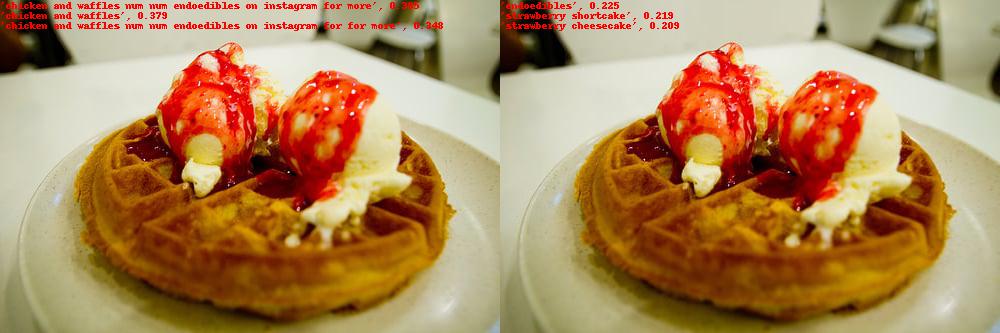 'chicken and waffles num num endoedibles on instagram for more', 0.395
'chicken and waffles', 0.379
'chicken and waffles num num endoedibles on instagram for for more', 0.348
'endoedibles', 0.225
'strawberry shortcake', 0.219
'strawberry cheesecake', 0.209